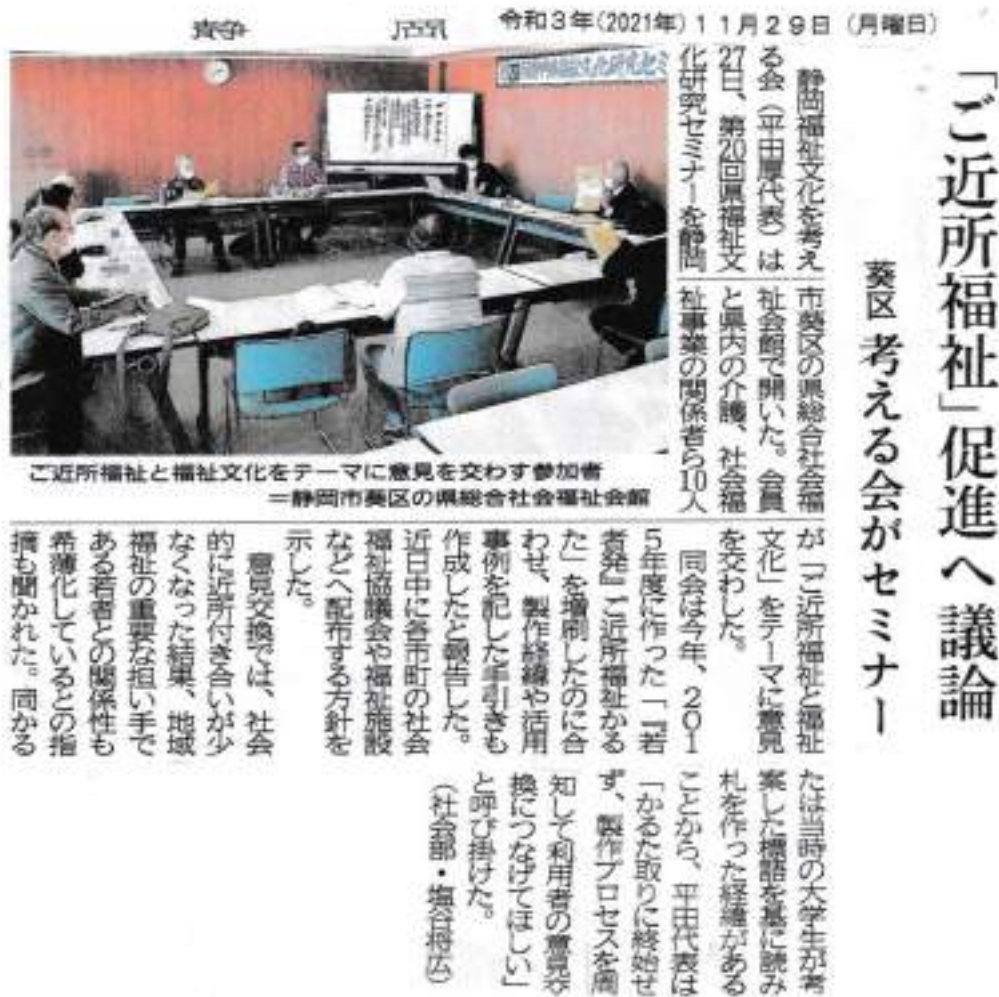 静岡
令和3年(2021年)11月29日(月曜日)
「ご近所福祉」促進へ議論
葵区 考える会がセミナー
静岡福祉文化を考え
る会(平田厚代表)は
27日、第20回県福祉文
化研究セミナーを静岡
市葵区の県総合社会福
祉会館で開いた。会員
と県内の介護、社会福
祉事業の関係者ら10人
が「ご近所福祉と福祉
文化」をテーマに意見
を交わした。
同会は今年、201
5年度に作った「『若
者発』ご近所福祉かる
た」を増刷したのに合
わせ、製作経緯や活用
事例を記した手引きも
作成したと報告した。
近日中に各市町の社会
福祉協議会や福祉施設
などへ配布する方針を
示した。
意見交換では、社会
的に近所付き合いが少
なくなった結果、地域
福祉の重要な担い手で
ある若者との関係性も
希薄化しているとの指
摘も聞かれた。同かる
たは当時の大学生が考
案した標語を基に読み
札を作った経緯がある
ことから、平田代表は
「かるた取りに終始せ
ず、製作プロセスを周
知して利用者の意見交
換につなげてほしい」
と呼び掛けた。
(社会部・塩谷将広)
ご近所福祉と福祉文化をテーマに意見を交わす参加者
=静岡市葵区の県総合社会福祉会館